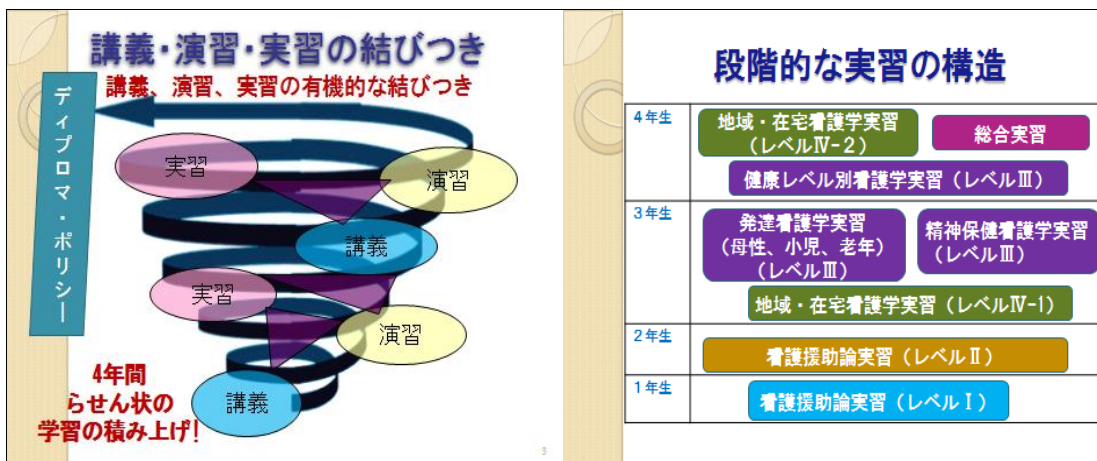 講義・演習・実習の結びつき
講義、演習、実習の有機的な結びつき
ディプロマ・ポリシー
実習
演習
講義
実習
演習
講義
4年間
らせん状の
学習の積み上げ!
3
段階的な実習の構造
4年生
地域・在宅看護学実習
（レベルⅣ-2）
総合実習
健康レベル別看護学実習（レベルⅢ）
3年生
発達看護学実習
（母性、小児、老年）
（レベルⅢ）
精神保健看護学実習
（レベルⅢ）
地域・在宅看護学実習（レベルⅣ-1）
2年生
看護援助論実習（レベルⅡ）
1年生
看護援助論実習（レベルⅠ）